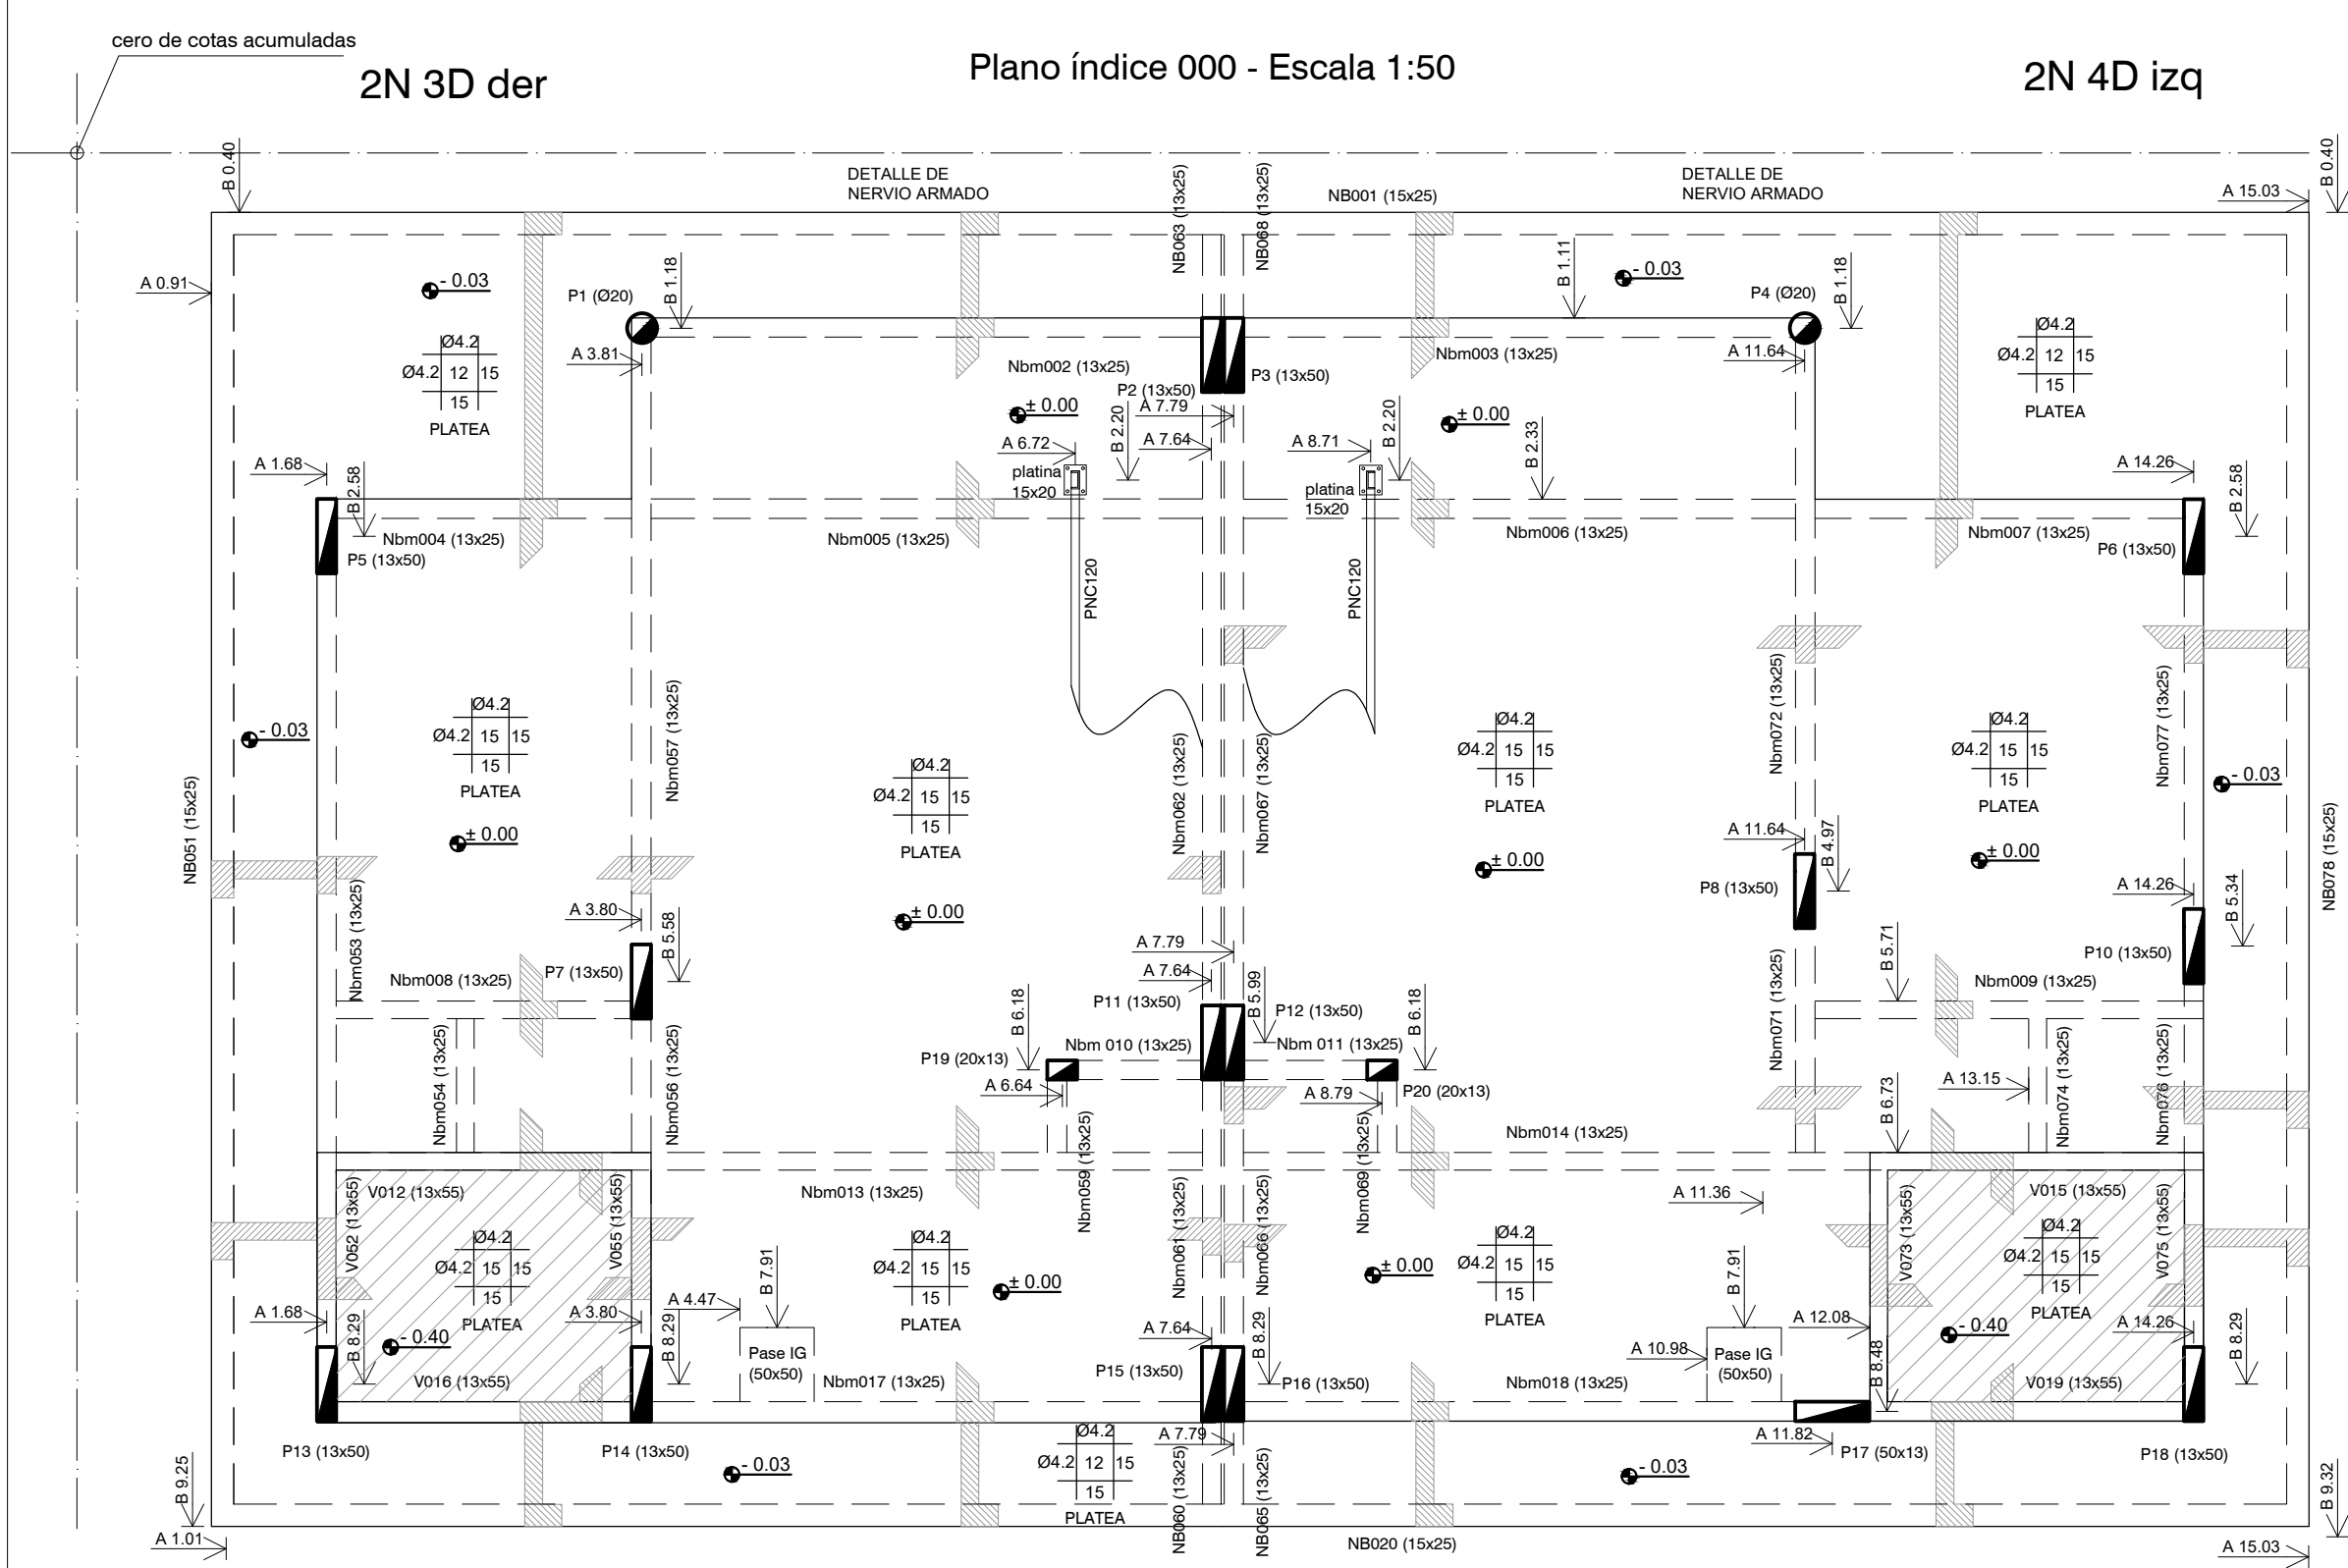 cero de cotas acumuladas
2N 3D der
Plano índice 000 - Escala 1:50
2N 4D izq
B 0.40
DETALLE DE
NERVIO ARMADO
NB063 (13x25)
NB068 (13x25)
NB001 (15x25)
DETALLE DE
NERVIO ARMADO
A 15.03
B 0.40
A 0.91
- 0.03
P1 (Ø20)
B 1.18
B 1.11
- 0.03
P4 (Ø20)
B 1.18
Ø4.2
Ø4.2 12 15
15
PLATEA
A 3.81
Nbm002 (13x25)
P2 (13x50)
P3 (13x50)
Nbm003 (13x25)
A 11.64
Ø4.2
Ø4.2 12 15
15
PLATEA
± 0.00
A 7.79
± 0.00
A 1.68
B 2.58
A 6.72
B 2.20
A 7.64
A 8.71
B 2.20
B 2.33
A 14.26
B 2.58
platina
15x20
platina
15x20
Nbm004 (13x25)
P5 (13x50)
Nbm005 (13x25)
Nbm006 (13x25)
Nbm007 (13x25)
P6 (13x50)
PNC120
PNC120
- 0.03
Ø4.2
Ø4.2 15 15
15
PLATEA
± 0.00
Nbm057 (13x25)
Ø4.2
Ø4.2 15 15
15
PLATEA
Nbm062 (13x25)
Nbm067 (13x25)
Ø4.2
Ø4.2 15 15
15
PLATEA
Nbm072 (13x25)
Ø4.2
Ø4.2 15 15
15
PLATEA
Nbm077 (13x25)
- 0.03
NB051 (15x25)
NB078 (15x25)
A 11.64
B 4.97
± 0.00
± 0.00
P8 (13x50)
A 14.26
B 5.34
Nbm053 (13x25)
A 3.80
B 5.58
± 0.00
A 7.79
A 7.64
B 5.71
P10 (13x50)
Nbm008 (13x25)
P7 (13x50)
P11 (13x50)
B 5.99
P12 (13x50)
Nbm071 (13x25)
Nbm009 (13x25)
B 6.18
B 6.18
Nbm054 (13x25)
Nbm056 (13x25)
P19 (20x13)
Nbm 010 (13x25)
Nbm 011 (13x25)
A 6.64
A 8.79
P20 (20x13)
B 6.73
A 13.15
Nbm074 (13x25)
Nbm076 (13x25)
Nbm059 (13x25)
Nbm069 (13x25)
Nbm014 (13x25)
V012 (13x55)
V052 (13x55)
V055 (13x55)
Nbm013 (13x25)
Nbm061 (13x25)
Nbm066 (13x25)
A 11.36
V073 (13x55)
V015 (13x55)
V075 (13x55)
Ø4.2
Ø4.2 15 15
15
PLATEA
Ø4.2
Ø4.2 15 15
15
PLATEA
± 0.00
± 0.00
Ø4.2
Ø4.2 15 15
15
PLATEA
Ø4.2
Ø4.2 15 15
15
PLATEA
A 1.68
B 8.29
- 0.40
A 3.80
B 8.29
A 4.47
B 7.91
A 7.64
B 8.29
B 7.91
A 12.08
- 0.40
A 14.26
B 8.29
V016 (13x55)
Pase IG
(50x50)
Nbm017 (13x25)
P15 (13x50)
P16 (13x50)
Nbm018 (13x25)
A 10.98
Pase IG
(50x50)
B 8.48
V019 (13x55)
P13 (13x50)
P14 (13x50)
- 0.03
Ø4.2
Ø4.2 12 15
15
PLATEA
A 7.79
NB060 (13x25)
NB065 (13x25)
- 0.03
A 11.82
P17 (50x13)
P18 (13x50)
B 9.25
A 1.01
NB020 (15x25)
B 9.32
A 15.03